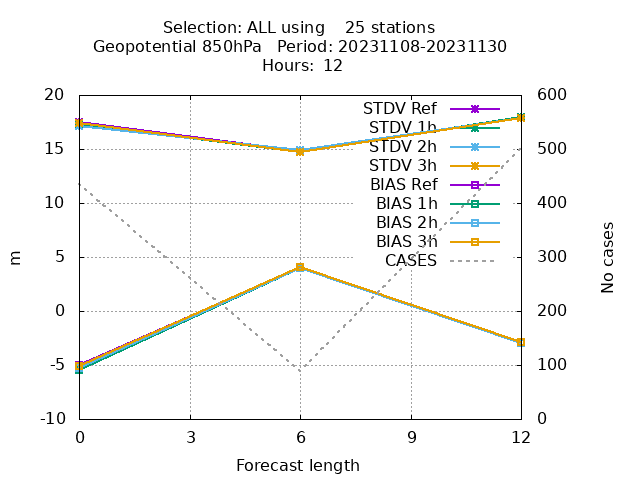 Selection: ALL using    25 stations
Geopotential 850hPa   Period: 20231108-20231130
Hours:  12
20
15
10
5
0
-5
-10
m
STDV Ref
STDV 1h
STDV 2h
STDV 3h
BIAS Ref
BIAS 1h
BIAS 2h
BIAS 3h
CASES
600
500
400
300
200
100
0
No cases
0 3 6 9 12
Forecast length